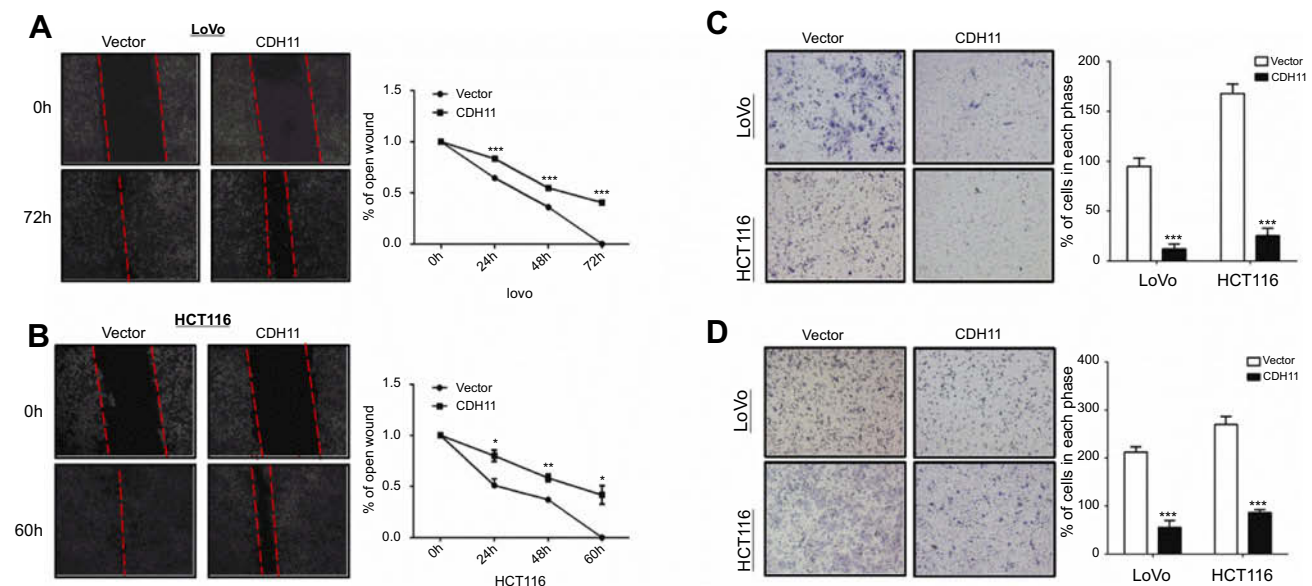 A
LoVo
Vector
CDH11
0h
72h
% of open wound
1.5
1.0
0.5
0.0
Vector
CDH11
***
***
***
0h
24h
48h
72h
lovo
B
HCT116
Vector
CDH11
0h
60h
% of open wound
1.5
1.0
0.5
0.0
Vector
CDH11
*
**
*
0h
24h
48h
60h
HCT116
C
Vector
CDH11
LoVo
HCT116
% of cells in each phase
200
150
100
50
0
Vector
CDH11
***
***
LoVo
HCT116
D
Vector
CDH11
LoVo
HCT116
% of cells in each phase
400
300
200
100
0
Vector
CDH11
***
***
LoVo
HCT116